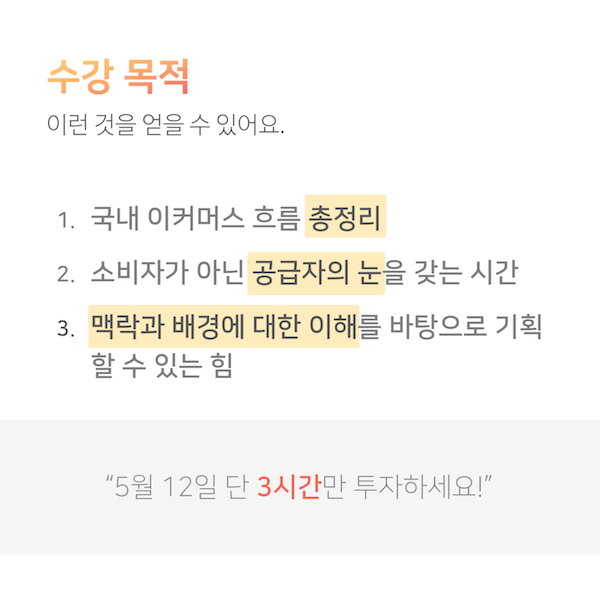 수강 목적
이런 것을 얻을 수 있어요.
1. 국내 이커머스 흐름 총정리
2. 소비자가 아닌 공급자의 눈을 갖는 시간
3. 맥락과 배경에 대한 이해를 바탕으로 기획
할 수 있는 힘
“5월 12일 단 3시간만 투자하세요!”